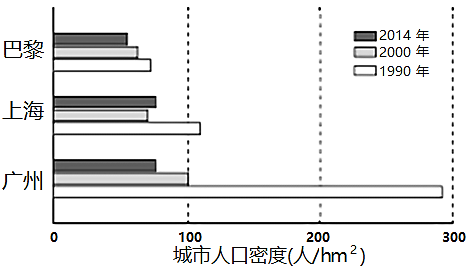 2014 年
2000 年
1990 年
巴黎
上海
广州
0 100 200 300
城市人口密度(人/hm²)